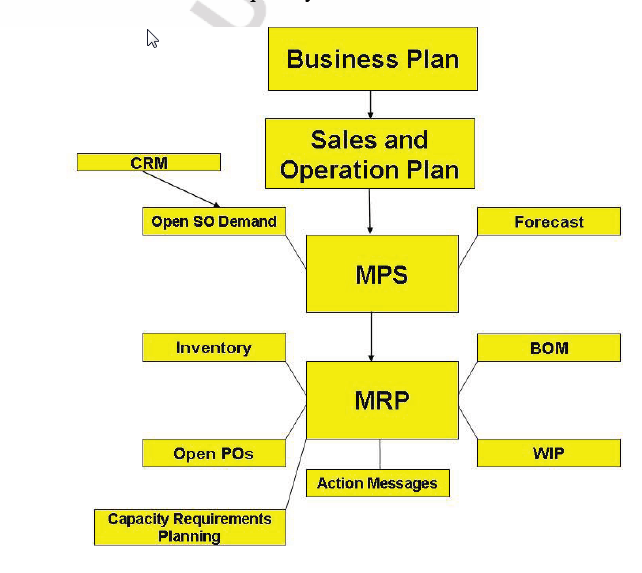 Business Plan
Sales and
Operation Plan
CRM
Open SO Demand
Forecast
MPS
Inventory
BOM
MRP
Open POs
WIP
Action Messages
Capacity Requirements
Planning